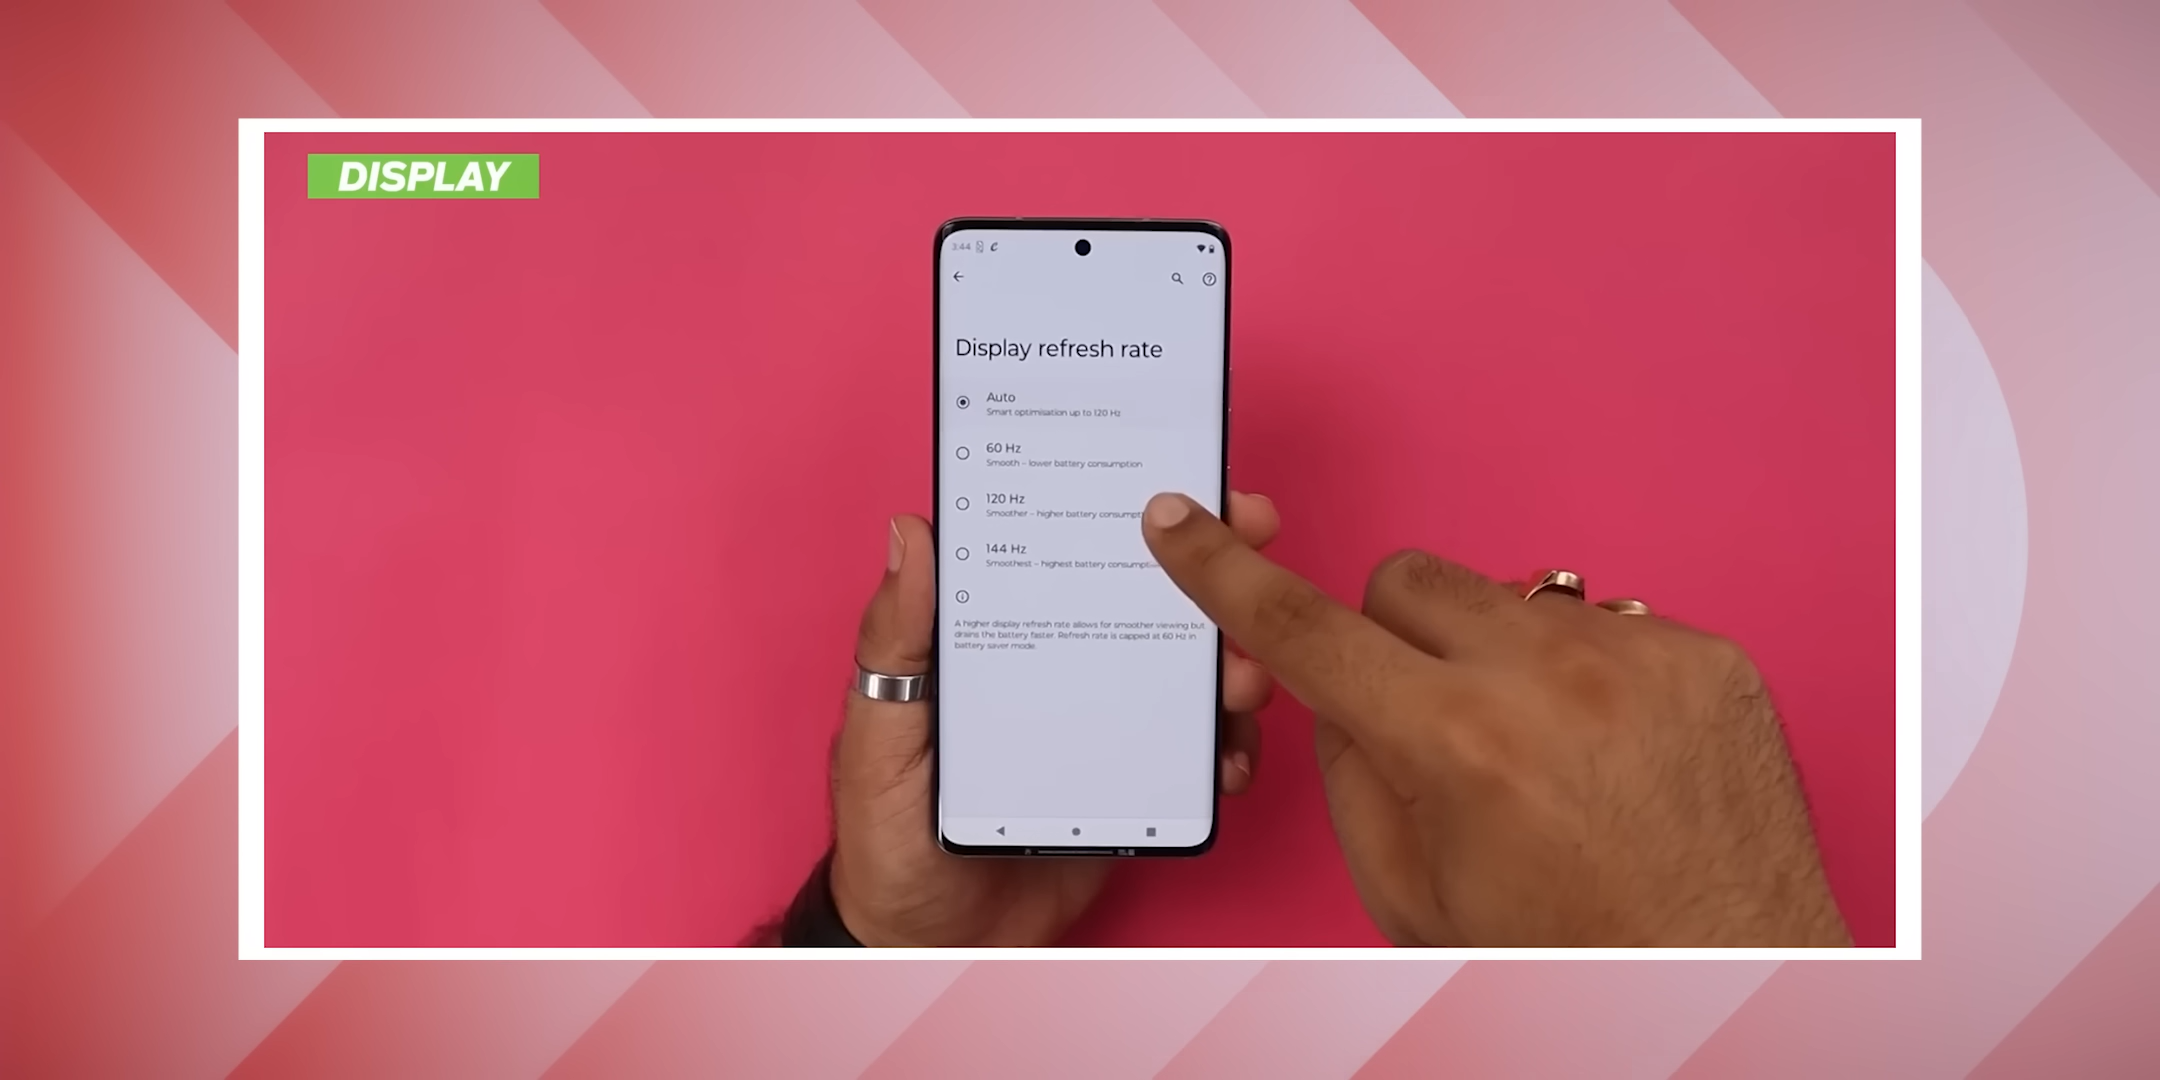 DISPLAY
3:44
Display refresh rate
Auto
Smart optimisation up to 120 Hz
60 Hz
Smooth – lower battery consumption
120 Hz
Smoother – higher battery
144 Hz
Smoothest – highest battery
A higher display refresh rate allows for smoother viewing but
drains the battery faster. Refresh rate is capped at 60 Hz in
battery saver mode.